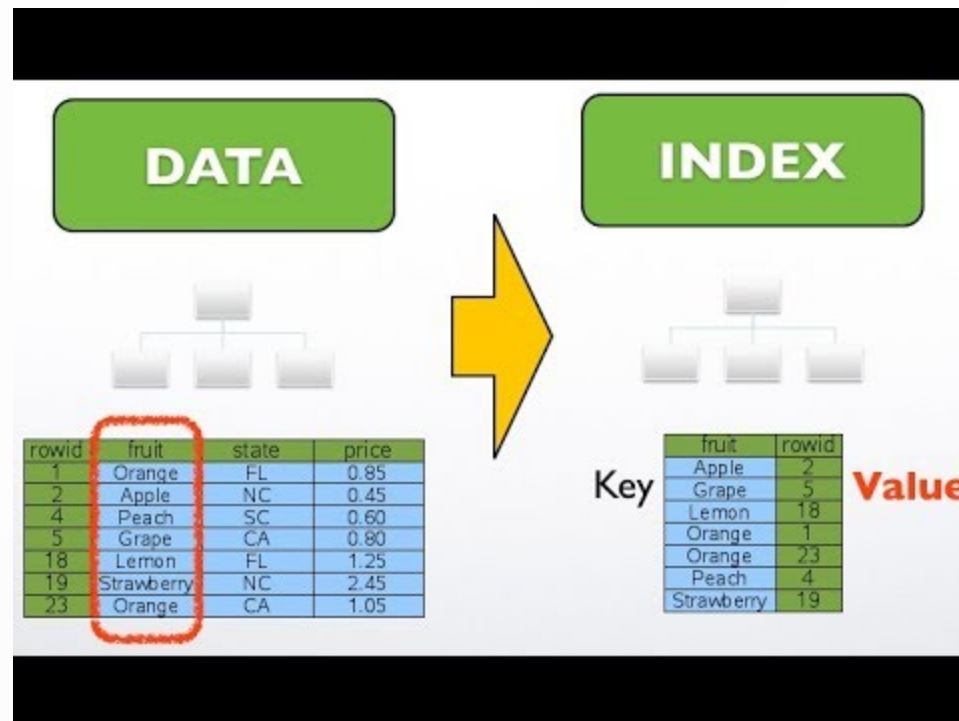 DATA
INDEX
rowid fruit state price
1 Orange FL 0.85
2 Apple NC 0.45
4 Peach SC 0.60
5 Grape CA 0.80
18 Lemon FL 1.25
19 Strawberry NC 2.45
23 Orange CA 1.05
Key
fruit rowid
Apple 2
Grape 5
Lemon 18
Orange 1
Orange 23
Peach 4
Strawberry 19
Value